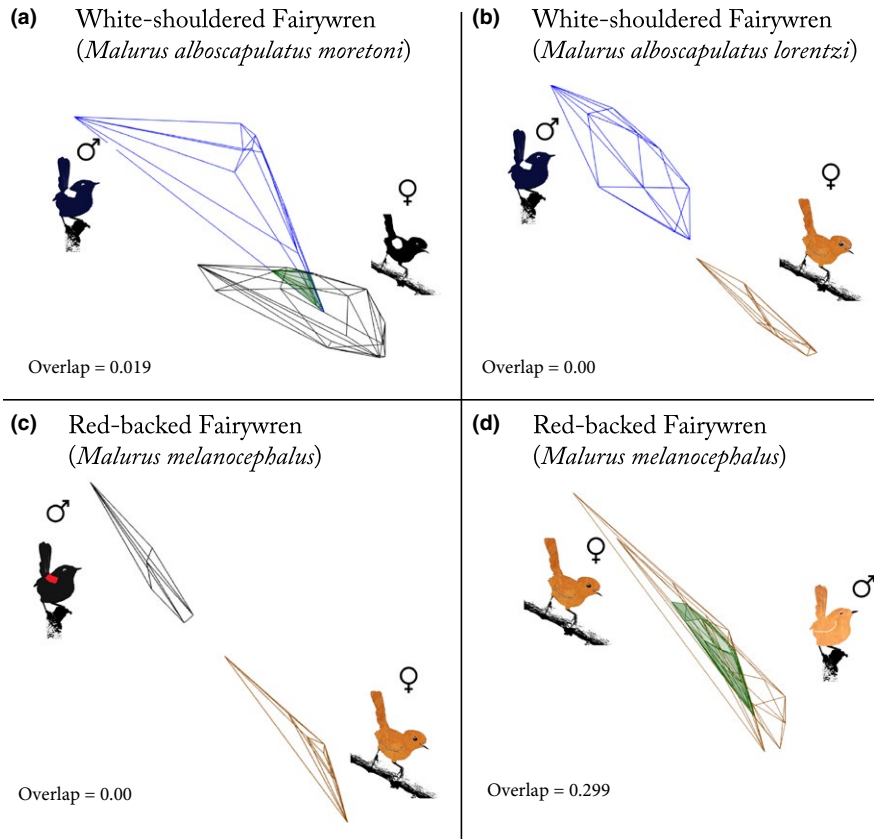 (a) White-shouldered Fairywren
(Malurus alboscapulatus moretoni)
♂
♀
Overlap = 0.019
(b) White-shouldered Fairywren
(Malurus alboscapulatus lorentzi)
♂
♀
Overlap = 0.00
(c) Red-backed Fairywren
(Malurus melanocephalus)
♂
♀
Overlap = 0.00
(d) Red-backed Fairywren
(Malurus melanocephalus)
♀
♂
Overlap = 0.299